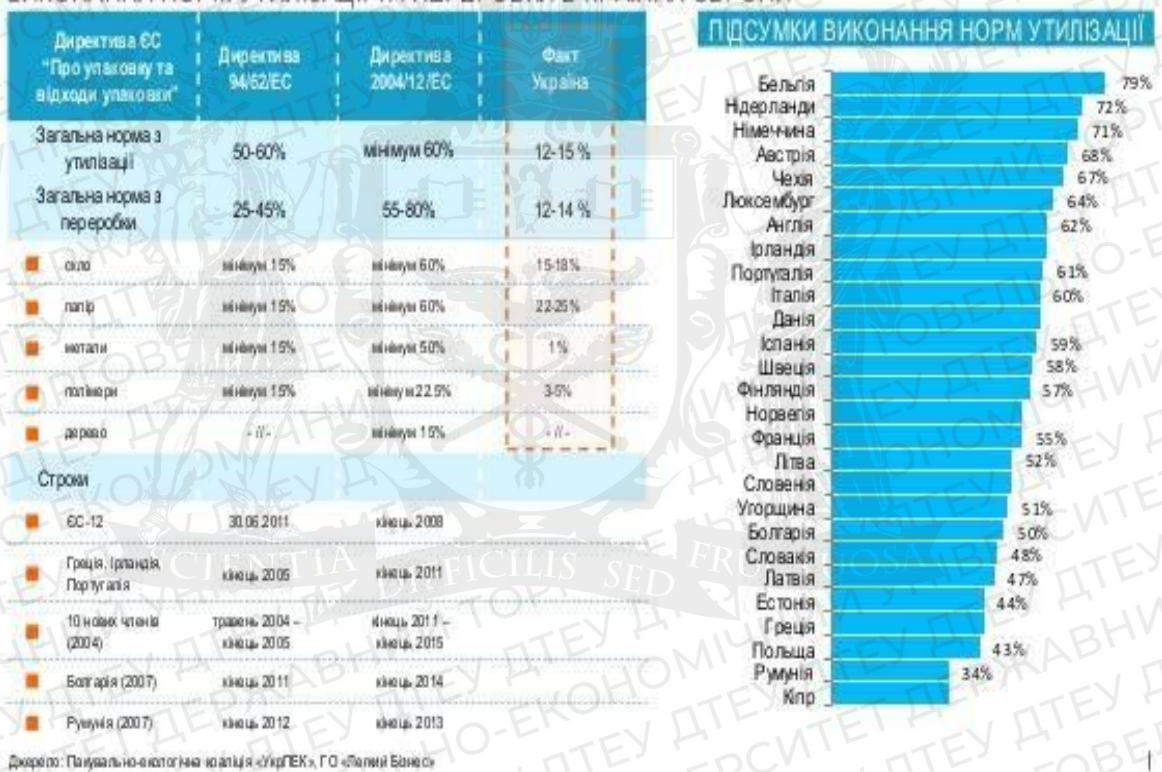 Директива ЄС
"Про упаковку та
відходи упаковки"
Директива
94/62/ЕС
Директива
2004/12/ЕС
Факт
Україна
Загальна норма з
утилізації
50-60%
мінімум 60%
12-15 %
Загальна норма з
переробки
25-45%
55-80%
12-14 %
скло
мінімум 15%
мінімум 60%
15-18%
папір
мінімум 15%
мінімум 60%
22-25%
метали
мінімум 15%
мінімум 50%
1%
полімери
мінімум 15%
мінімум 22.5%
3-5%
дерево
- // -
мінімум 15%
- // -
Строки
ЄС-12
30.06.2011
кінець 2008
Греція, Ірландія,
Португалія
кінець 2005
кінець 2011
10 нових членів
(2004)
травень 2004 –
кінець 2005
кінець 2011 –
кінець 2015
Болгарія (2007)
кінець 2011
кінець 2014
Румунія (2007)
кінець 2012
кінець 2013
Джерело: Пакувально-екологічна коаліція «УкрПЕК», ГО «Легкий Бізнес»
ПІДСУМКИ ВИКОНАННЯ НОРМ УТИЛИЗАЦІЇ
Бельгія 79%
Нідерланди 72%
Німеччина 71%
Австрія 68%
Чехія 67%
Люксембург 64%
Англія 62%
Ірландія
Португалія 61%
Італія 60%
Данія
Іспанія 59%
Швеція 58%
Фінляндія 57%
Норвегія
Франція 55%
Літва 52%
Словенія
Угорщина 51%
Болгарія 50%
Словакія 48%
Латвія 47%
Естонія 44%
Греція
Польща 43%
Румунія 34%
Кіпр
SCIENTIA DIFFICILIS SED FRUCTUOSA